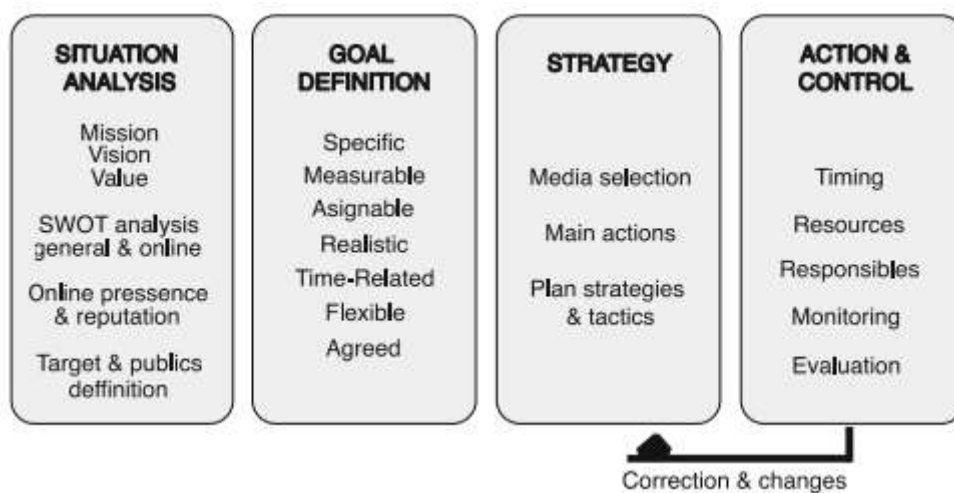 SITUATION
ANALYSIS
Mission
Vision
Value
SWOT analysis
general & online
Online pressence
& reputation
Target & publics
deffinition
GOAL
DEFINITION
Specific
Measurable
Asignable
Realistic
Time-Related
Flexible
Agreed
STRATEGY
Media selection
Main actions
Plan strategies
& tactics
ACTION &
CONTROL
Timing
Resources
Responsibles
Monitoring
Evaluation
Correction & changes